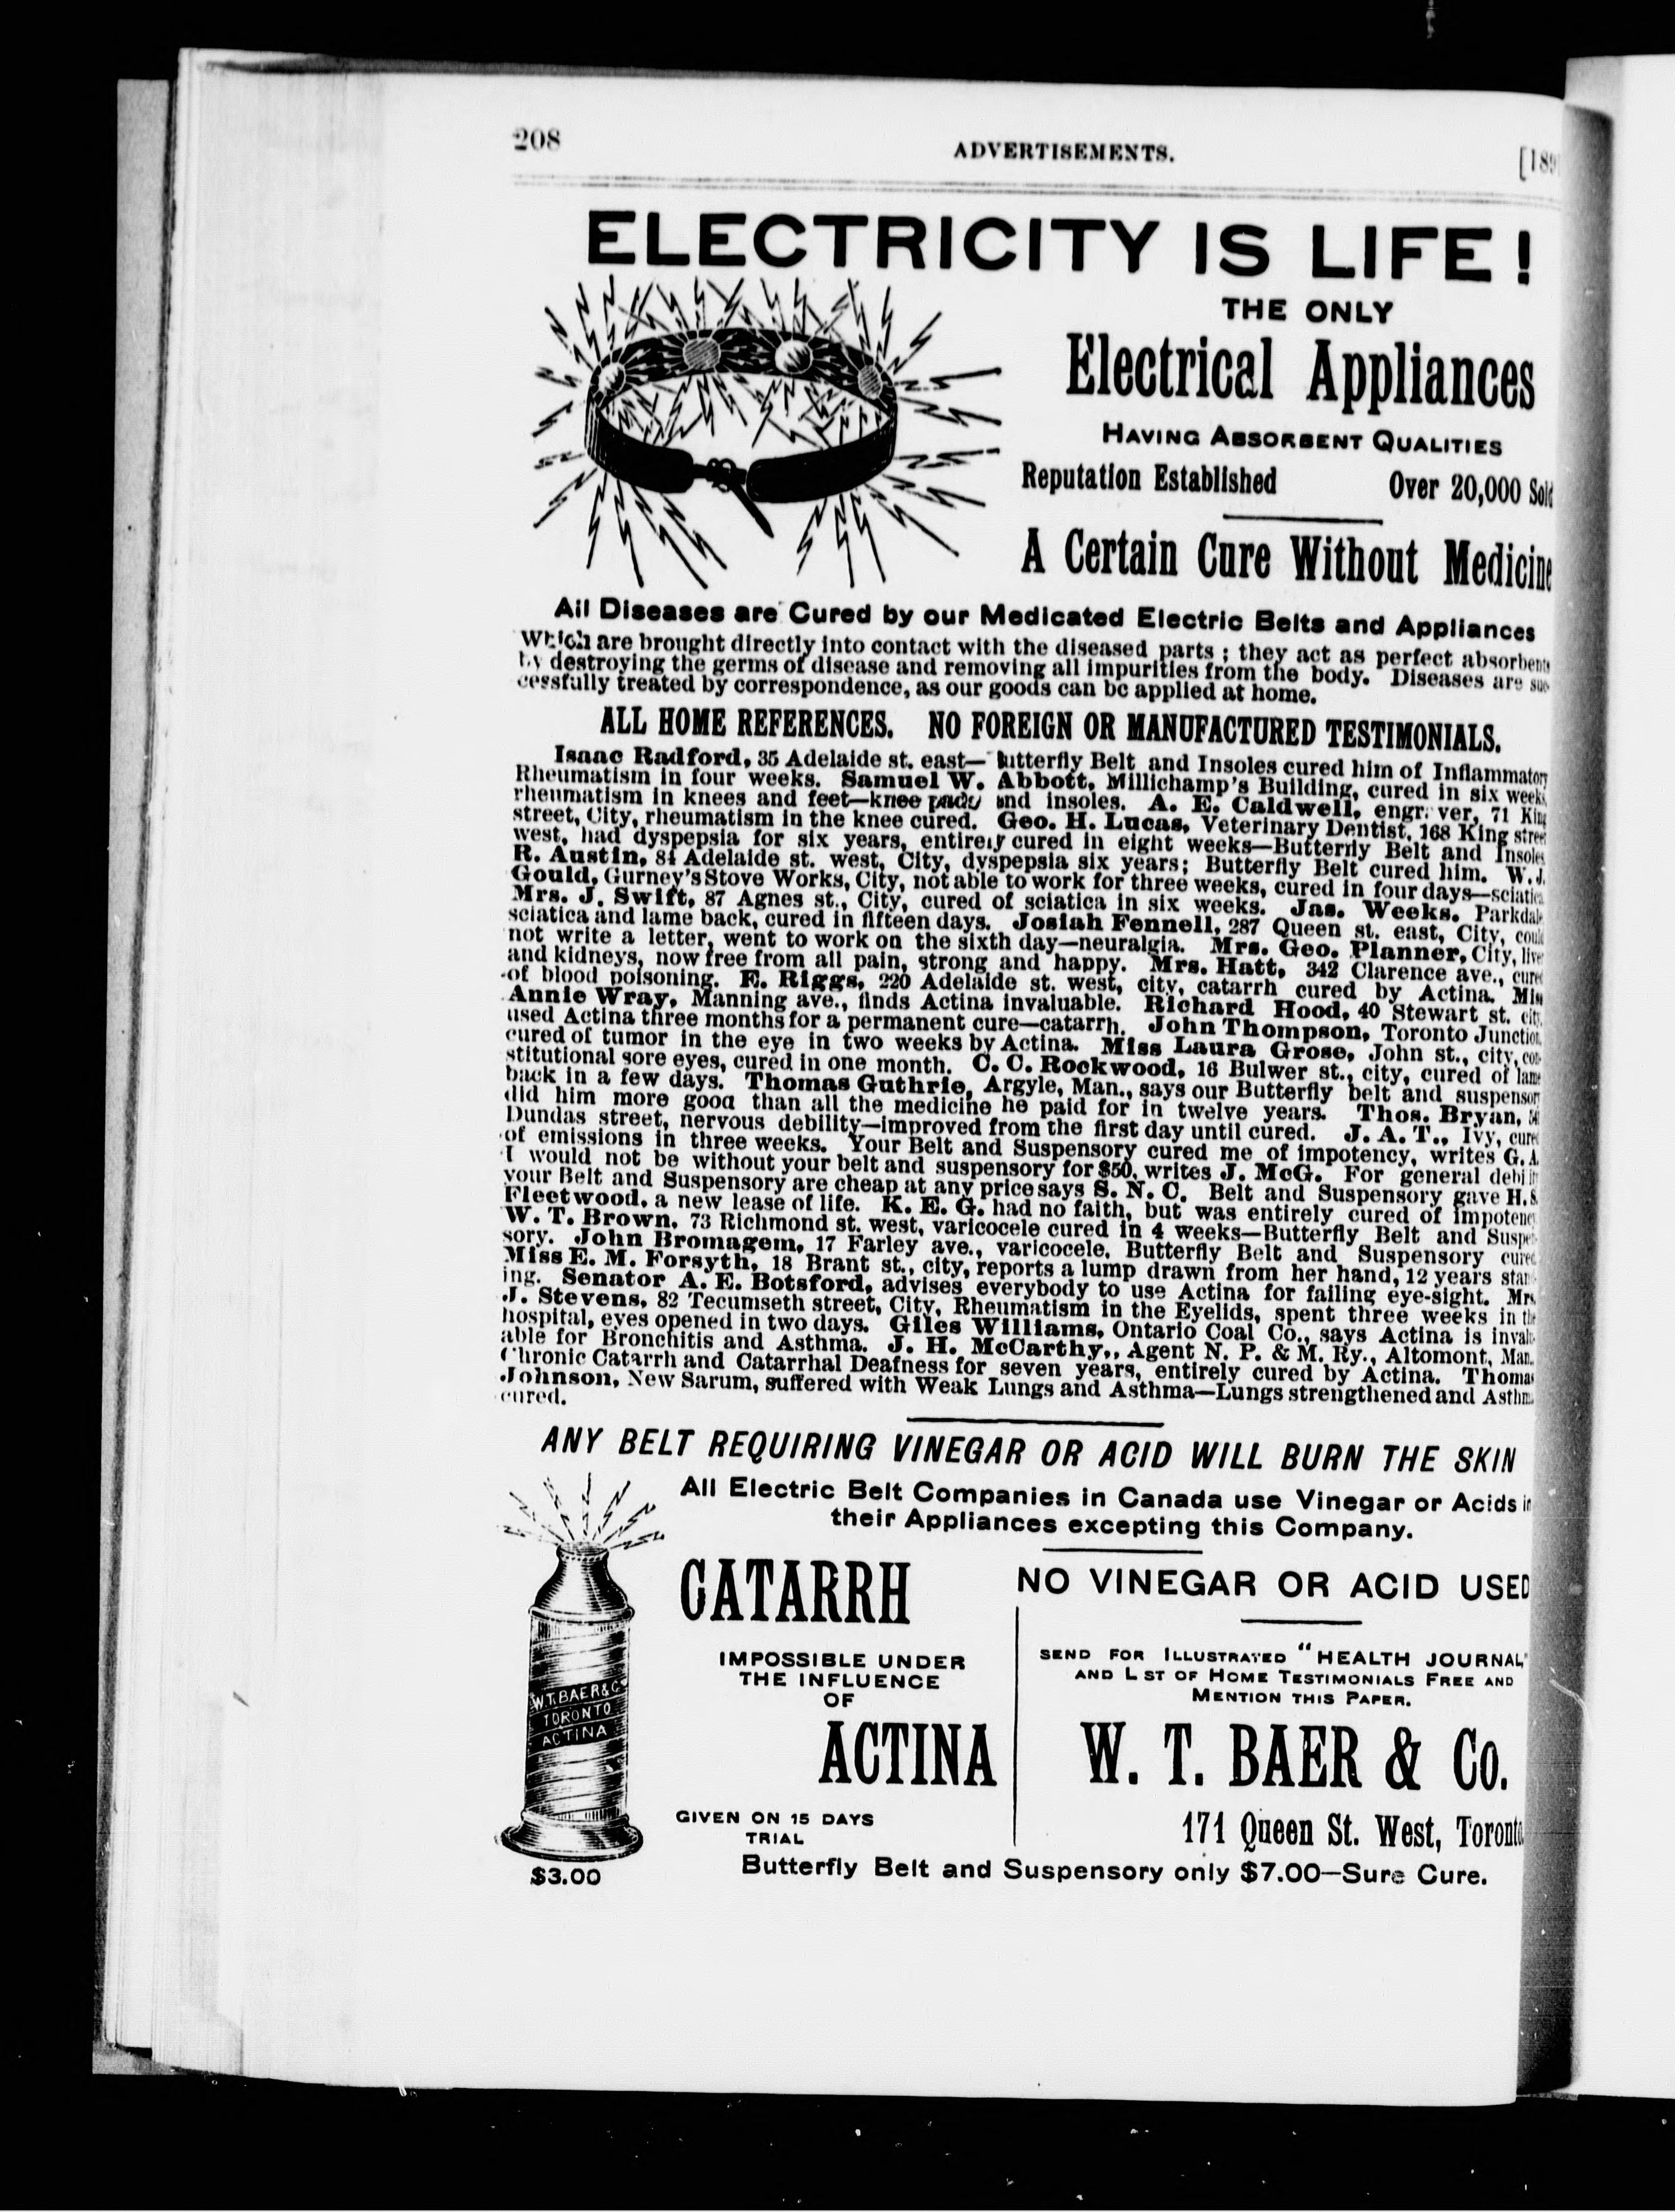 208
ADVERTISEMENTS.
[189
ELECTRICITY IS LIFE!
THE ONLY
Electrical Appliances
HAVING ABSORBENT QUALITIES
Reputation Established Over 20,000 Sold
A Certain Cure Without Medicine
All Diseases are Cured by our Medicated Electric Belts and Appliances
Which are brought directly into contact with the diseased parts ; they act as perfect absorbents
by destroying the germs of disease and removing all impurities from the body. Diseases are suc-
cessfully treated by correspondence, as our goods can be applied at home.
ALL HOME REFERENCES. NO FOREIGN OR MANUFACTURED TESTIMONIALS.
Isaac Radford, 35 Adelaide st. east—butterfly Belt and Insoles cured him of Inflammatory
Rheumatism in four weeks. Samuel W. Abbott, Millichamp's Building, cured in six weeks,
rheumatism in knees and feet—knee pads and insoles. A. E. Caldwell, engraver, 71 King
street, City, rheumatism in the knee cured. Geo. H. Lucas, Veterinary Dentist, 168 King street
west, had dyspepsia for six years, entirely cured in eight weeks—Butterfly Belt and Insoles
R. Austin, 84 Adelaide st. west, City, dyspepsia six years; Butterfly Belt cured him. W. J.
Gould, Gurney's Stove Works, City, not able to work for three weeks, cured in four days—sciatica
Mrs. J. Swift, 87 Agnes st., City, cured of sciatica in six weeks. Jas. Weeks. Parkdale
sciatica and lame back, cured in fifteen days. Josiah Fennell, 287 Queen st. east, City, could
not write a letter, went to work on the sixth day—neuralgia. Mrs. Geo. Planner, City, liver
and kidneys, now free from all pain, strong and happy. Mrs. Hatt, 342 Clarence ave., cured
of blood poisoning. E. Riggs, 220 Adelaide st. west, city, catarrh cured by Actina. Miss
Annie Wray, Manning ave., finds Actina invaluable. Richard Hood, 40 Stewart st. city,
used Actina three months for a permanent cure—catarrh. John Thompson, Toronto Junction,
cured of tumor in the eye in two weeks by Actina. Miss Laura Grose, John st., city, con-
stitutional sore eyes, cured in one month. C. C. Rockwood, 16 Bulwer st., city, cured of lame
back in a few days. Thomas Guthrie, Argyle, Man., says our Butterfly belt and suspensory
did him more good than all the medicine he paid for in twelve years. Thos. Bryan,
Dundas street, nervous debility—improved from the first day until cured. J. A. T., Ivy, cured
of emissions in three weeks. Your Belt and Suspensory cured me of impotency, writes G. A.
I would not be without your belt and suspensory for $50, writes J. McG. For general debility
your Belt and Suspensory are cheap at any price says S. N. C. Belt and Suspensory gave H. S.
Fleetwood, a new lease of life. K. E. G. had no faith, but was entirely cured of impotency
W. T. Brown, 73 Richmond st. west, varicocele cured in 4 weeks—Butterfly Belt and Suspen-
sory. John Bromagem, 17 Farley ave., varicocele, Butterfly Belt and Suspensory cured
Miss E. M. Forsyth, 18 Brant st., city, reports a lump drawn from her hand, 12 years stand-
ing. Senator A. E. Botsford, advises everybody to use Actina for failing eye-sight. Mrs.
J. Stevens, 82 Tecumseth street, City, Rheumatism in the Eyelids, spent three weeks in the
hospital, eyes opened in two days. Giles Williams, Ontario Coal Co., says Actina is invalu-
able for Bronchitis and Asthma. J. H. McCarthy,, Agent N. P. & M. Ry., Altomont, Man.
Chronic Catarrh and Catarrhal Deafness for seven years, entirely cured by Actina. Thomas
Johnson, New Sarum, suffered with Weak Lungs and Asthma—Lungs strengthened and Asthma
cured.
ANY BELT REQUIRING VINEGAR OR ACID WILL BURN THE SKIN
All Electric Belt Companies in Canada use Vinegar or Acids in
their Appliances excepting this Company.
CATARRH
IMPOSSIBLE UNDER
THE INFLUENCE
OF
ACTINA
GIVEN ON 15 DAYS
TRIAL
W.T. BAER & Co
TORONTO
ACTINA
$3.00
NO VINEGAR OR ACID USED
SEND FOR ILLUSTRATED "HEALTH JOURNAL"
AND L ST OF HOME TESTIMONIALS FREE AND
MENTION THIS PAPER.
W. T. BAER & Co.
171 Queen St. West, Toronto.
Butterfly Belt and Suspensory only $7.00—Sure Cure.